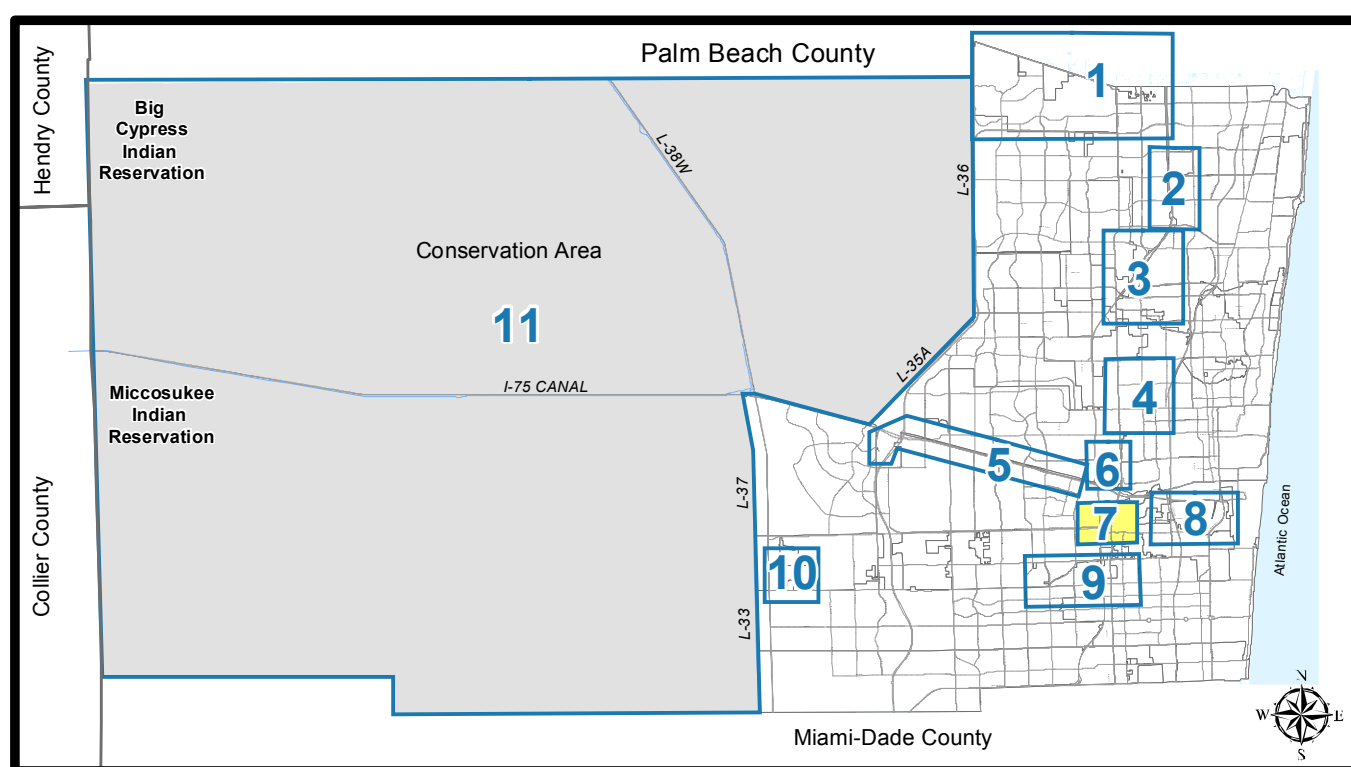 Palm Beach County
Hendry County
Big
Cypress
Indian
Reservation
1
L-38W
L-36
2
Conservation Area
3
11
L-35A
I-75 CANAL
Miccosukee
Indian
Reservation
4
5
6
L-37
7
8
Atlantic Ocean
10
9
Collier County
L-33
Miami-Dade County
N
W
E
S